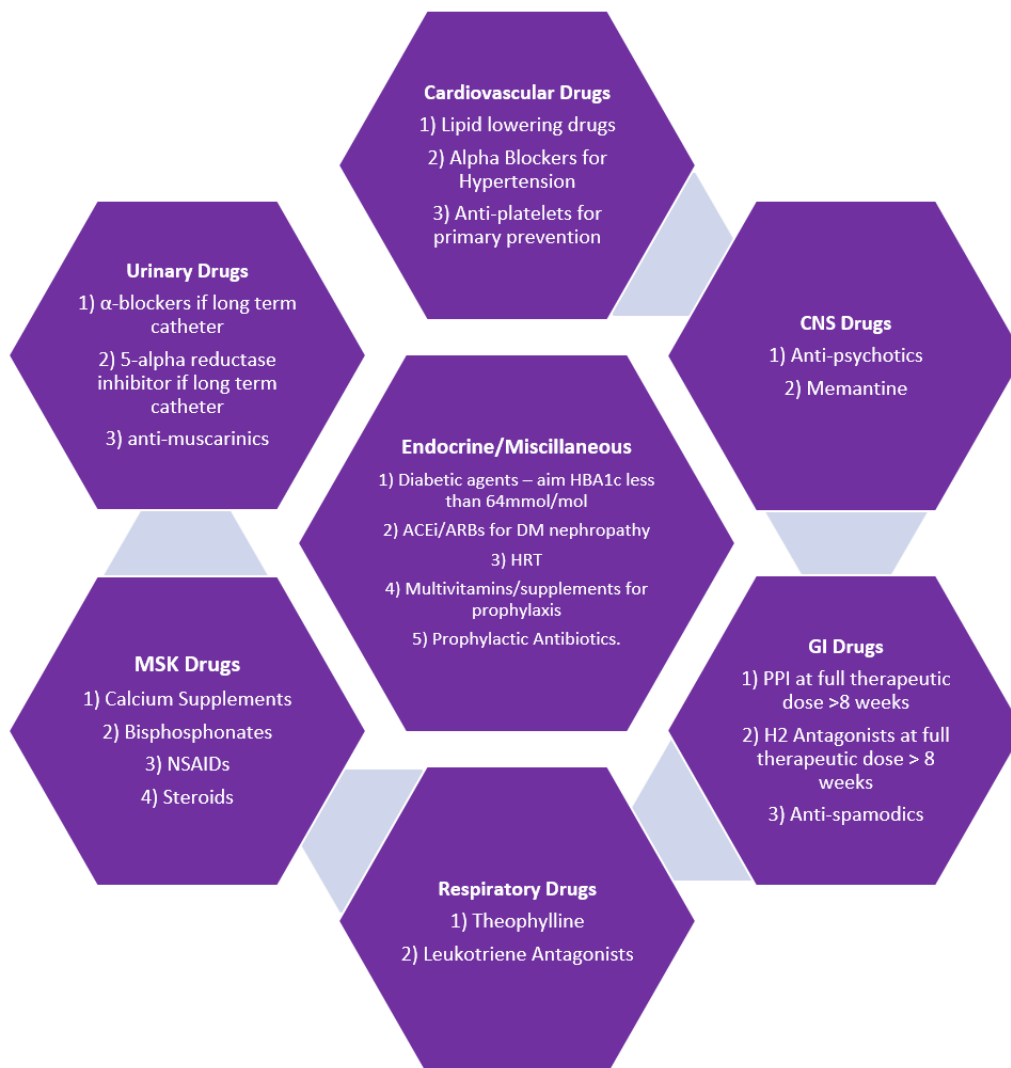 Cardiovascular Drugs
1) Lipid lowering drugs
2) Alpha Blockers for
Hypertension
3) Anti-platelets for
primary prevention
Urinary Drugs
1) α-blockers if long term
catheter
2) 5-alpha reductase
inhibitor if long term
catheter
3) anti-muscarinics
CNS Drugs
1) Anti-psychotics
2) Memantine
Endocrine/Miscillaneous
1) Diabetic agents – aim HBA1c less
than 64mmol/mol
2) ACEi/ARBs for DM nephropathy
3) HRT
4) Multivitamins/supplements for
prophylaxis
5) Prophylactic Antibiotics.
MSK Drugs
1) Calcium Supplements
2) Bisphosphonates
3) NSAIDs
4) Steroids
GI Drugs
1) PPI at full therapeutic
dose >8 weeks
2) H2 Antagonists at full
therapeutic dose > 8
weeks
3) Anti-spamodics
Respiratory Drugs
1) Theophylline
2) Leukotriene Antagonists